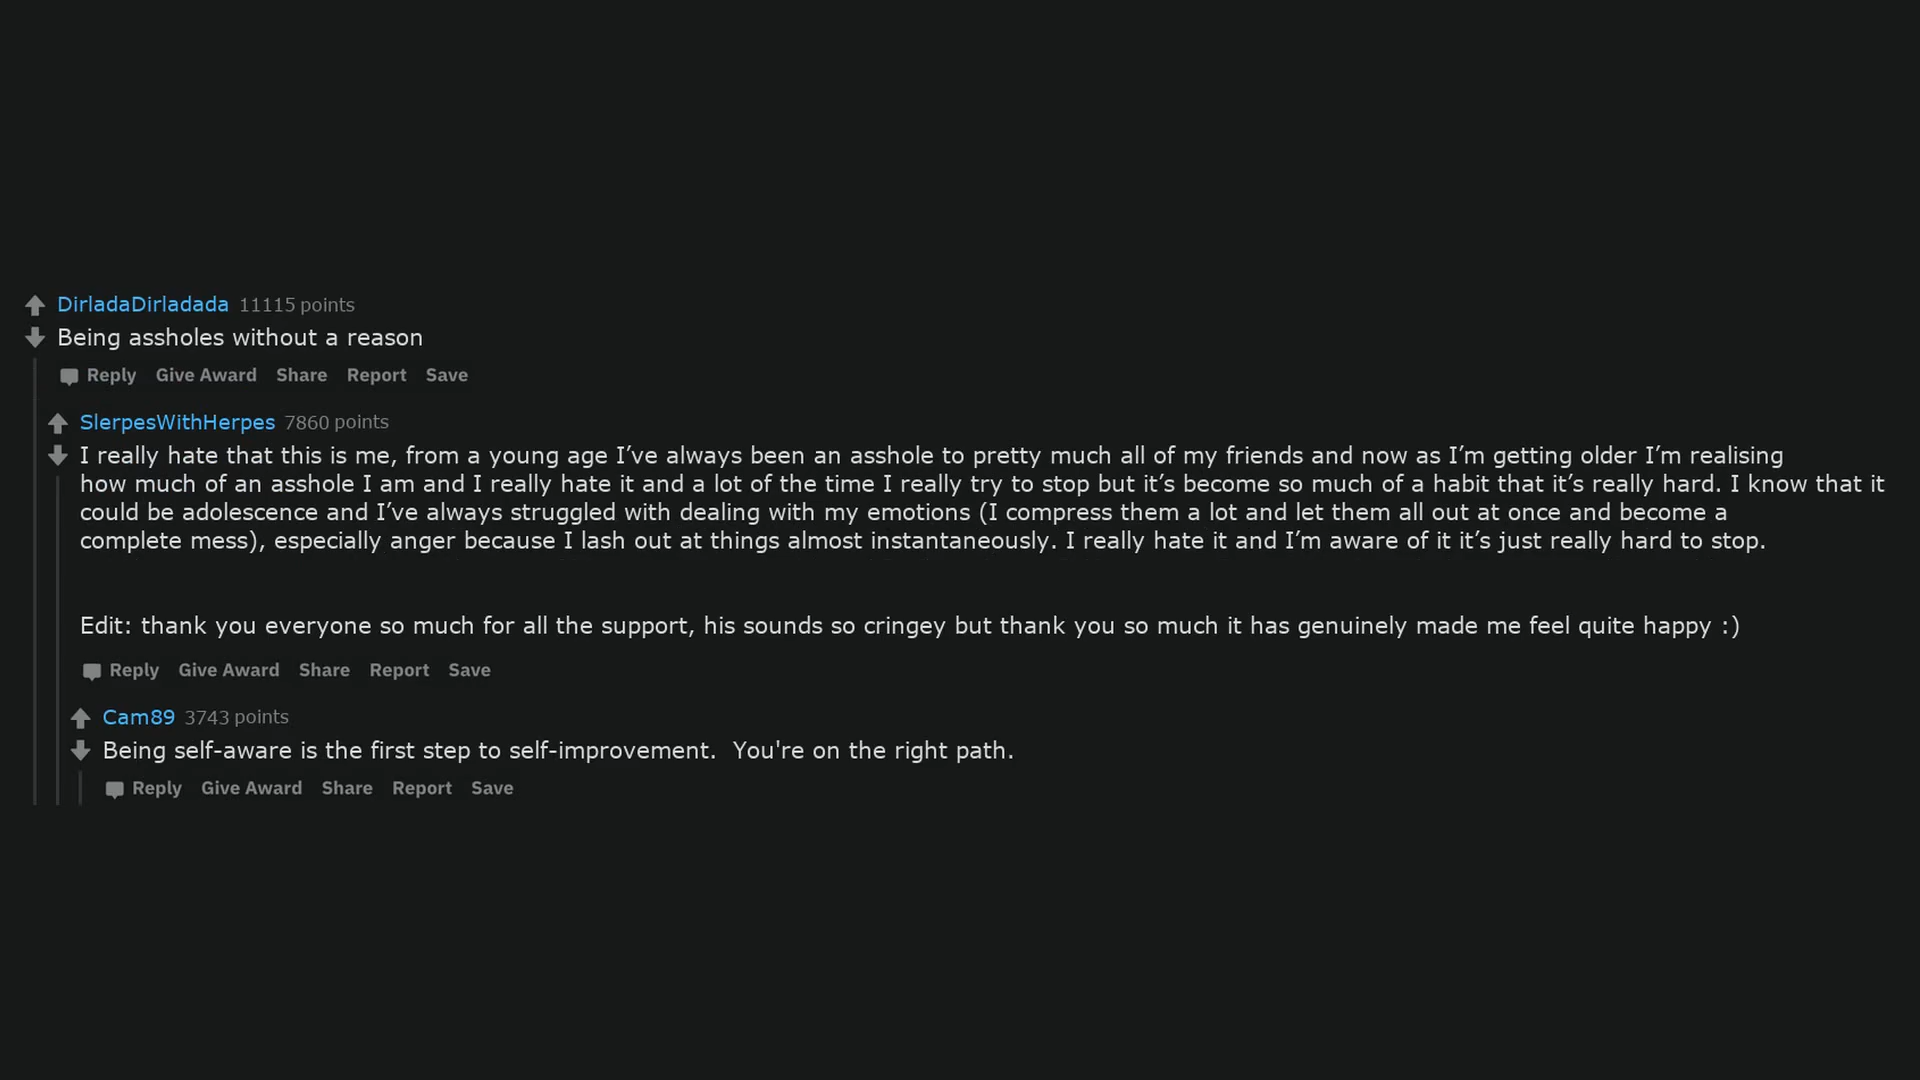 DirladaDirladada 11115 points
Being assholes without a reason
Reply Give Award Share Report Save
SlerpesWithHerpes 7860 points
I really hate that this is me, from a young age I’ve always been an asshole to pretty much all of my friends and now as I’m getting older I’m realising
how much of an asshole I am and I really hate it and a lot of the time I really try to stop but it’s become so much of a habit that it’s really hard. I know that it
could be adolescence and I’ve always struggled with dealing with my emotions (I compress them a lot and let them all out at once and become a
complete mess), especially anger because I lash out at things almost instantaneously. I really hate it and I’m aware of it it’s just really hard to stop.
Edit: thank you everyone so much for all the support, his sounds so cringey but thank you so much it has genuinely made me feel quite happy :)
Reply Give Award Share Report Save
Cam89 3743 points
Being self-aware is the first step to self-improvement.  You're on the right path.
Reply Give Award Share Report Save